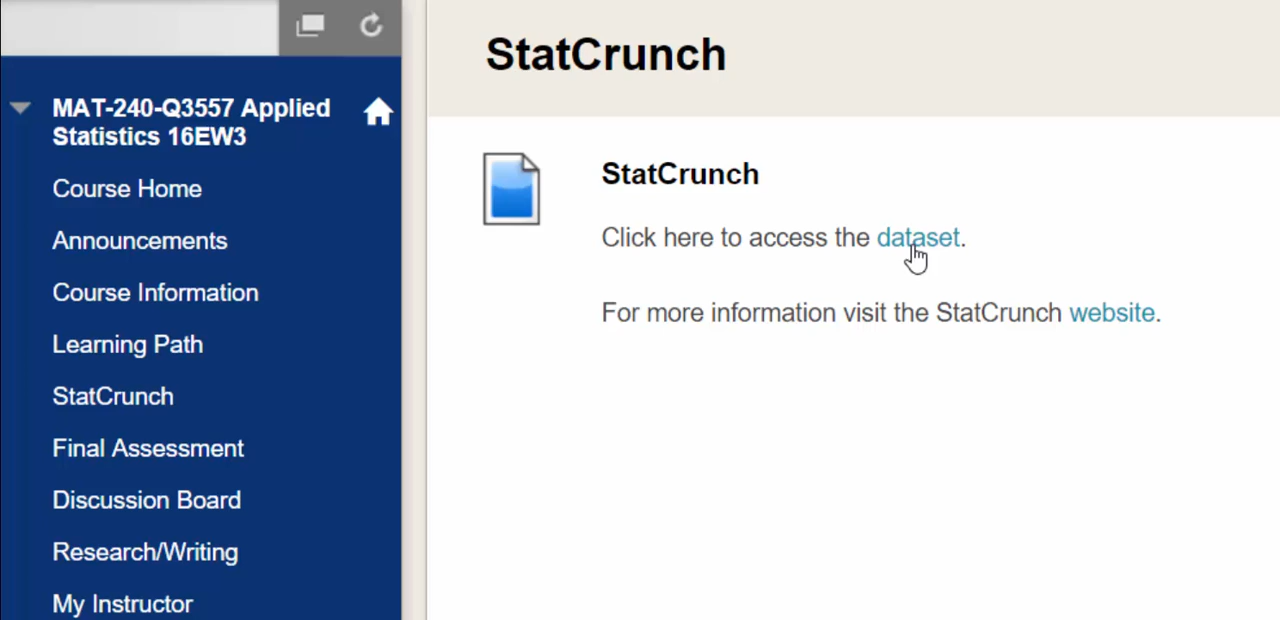 MAT-240-Q3557 Applied
Statistics 16EW3
Course Home
Announcements
Course Information
Learning Path
StatCrunch
Final Assessment
Discussion Board
Research/Writing
My Instructor
StatCrunch
StatCrunch
Click here to access the dataset.
For more information visit the StatCrunch website.